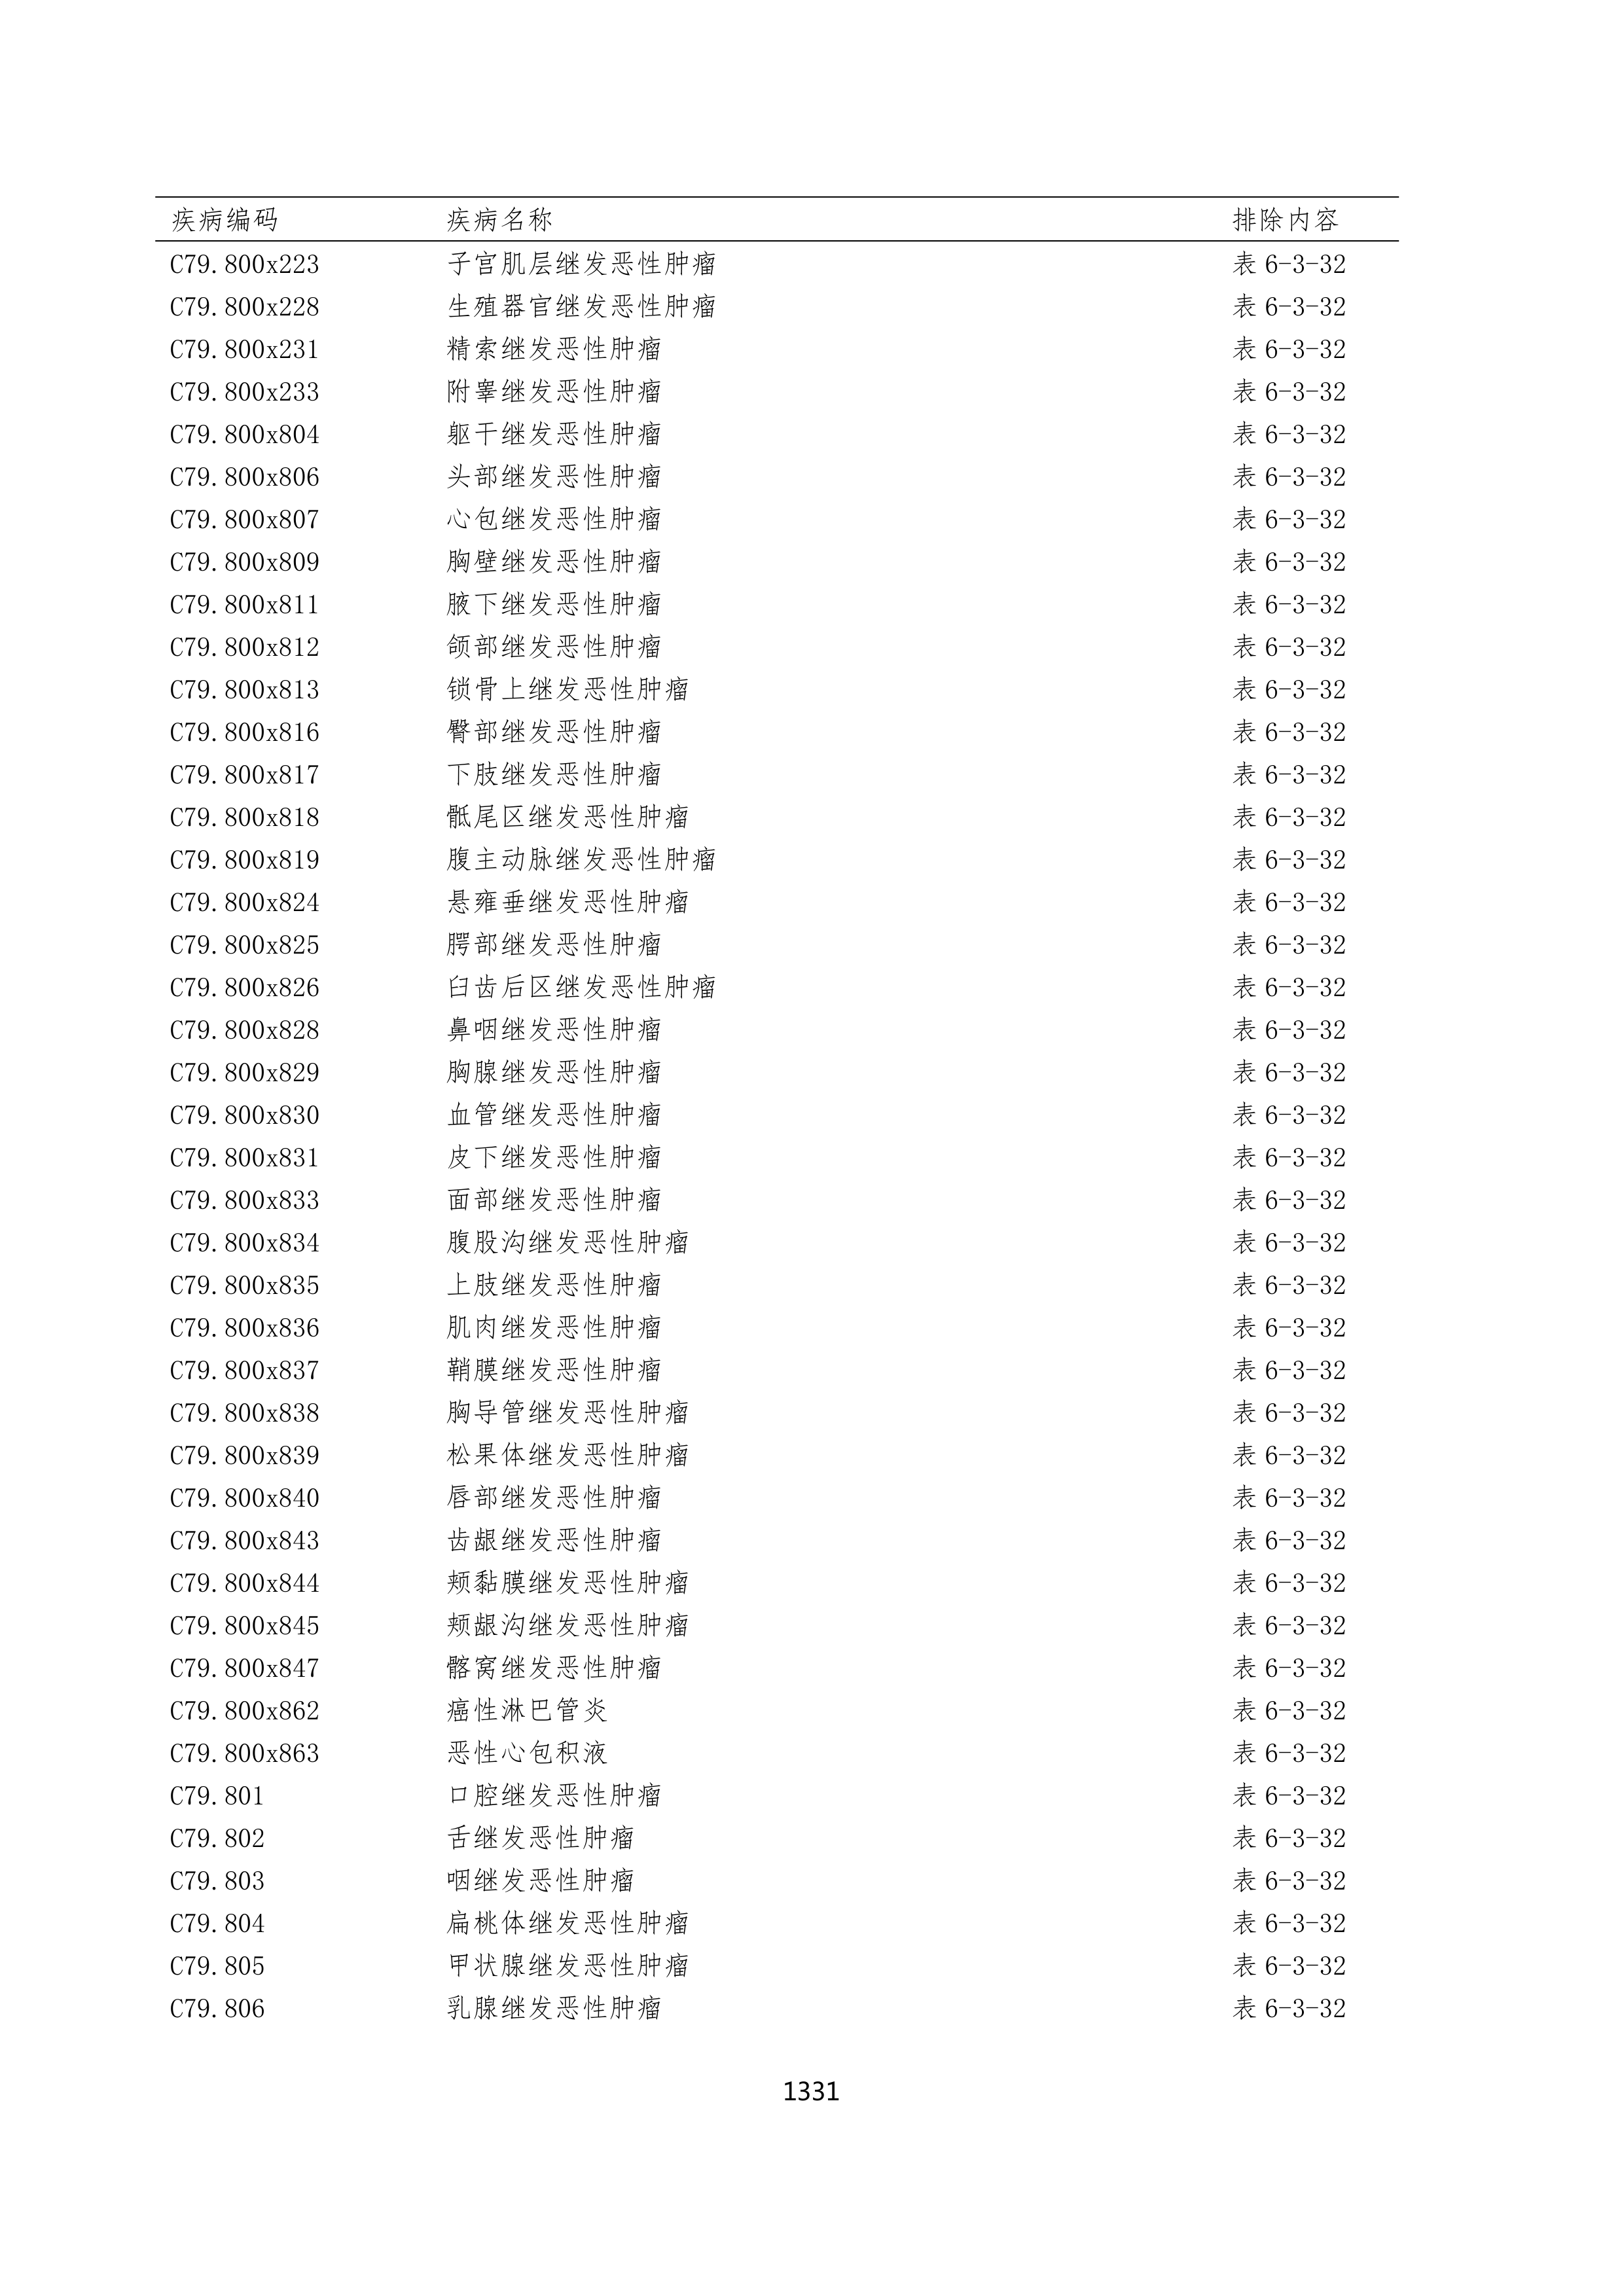 疾病编码 疾病名称 排除内容
C79.800x223 子宫肌层继发恶性肿瘤 表 6-3-32
C79.800x228 生殖器官继发恶性肿瘤 表 6-3-32
C79.800x231 精索继发恶性肿瘤 表 6-3-32
C79.800x233 附睾继发恶性肿瘤 表 6-3-32
C79.800x804 躯干继发恶性肿瘤 表 6-3-32
C79.800x806 头部继发恶性肿瘤 表 6-3-32
C79.800x807 心包继发恶性肿瘤 表 6-3-32
C79.800x809 胸壁继发恶性肿瘤 表 6-3-32
C79.800x811 腋下继发恶性肿瘤 表 6-3-32
C79.800x812 颌部继发恶性肿瘤 表 6-3-32
C79.800x813 锁骨上继发恶性肿瘤 表 6-3-32
C79.800x816 臀部继发恶性肿瘤 表 6-3-32
C79.800x817 下肢继发恶性肿瘤 表 6-3-32
C79.800x818 骶尾区继发恶性肿瘤 表 6-3-32
C79.800x819 腹主动脉继发恶性肿瘤 表 6-3-32
C79.800x824 悬雍垂继发恶性肿瘤 表 6-3-32
C79.800x825 腭部继发恶性肿瘤 表 6-3-32
C79.800x826 臼齿后区继发恶性肿瘤 表 6-3-32
C79.800x828 鼻咽继发恶性肿瘤 表 6-3-32
C79.800x829 胸腺继发恶性肿瘤 表 6-3-32
C79.800x830 血管继发恶性肿瘤 表 6-3-32
C79.800x831 皮下继发恶性肿瘤 表 6-3-32
C79.800x833 面部继发恶性肿瘤 表 6-3-32
C79.800x834 腹股沟继发恶性肿瘤 表 6-3-32
C79.800x835 上肢继发恶性肿瘤 表 6-3-32
C79.800x836 肌肉继发恶性肿瘤 表 6-3-32
C79.800x837 鞘膜继发恶性肿瘤 表 6-3-32
C79.800x838 胸导管继发恶性肿瘤 表 6-3-32
C79.800x839 松果体继发恶性肿瘤 表 6-3-32
C79.800x840 唇部继发恶性肿瘤 表 6-3-32
C79.800x843 齿龈继发恶性肿瘤 表 6-3-32
C79.800x844 颊黏膜继发恶性肿瘤 表 6-3-32
C79.800x845 颊龈沟继发恶性肿瘤 表 6-3-32
C79.800x847 髂窝继发恶性肿瘤 表 6-3-32
C79.800x862 癌性淋巴管炎 表 6-3-32
C79.800x863 恶性心包积液 表 6-3-32
C79.801 口腔继发恶性肿瘤 表 6-3-32
C79.802 舌继发恶性肿瘤 表 6-3-32
C79.803 咽继发恶性肿瘤 表 6-3-32
C79.804 扁桃体继发恶性肿瘤 表 6-3-32
C79.805 甲状腺继发恶性肿瘤 表 6-3-32
C79.806 乳腺继发恶性肿瘤 表 6-3-32
1331